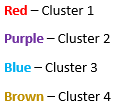 Red – Cluster 1
Purple – Cluster 2
Blue – Cluster 3
Brown – Cluster 4